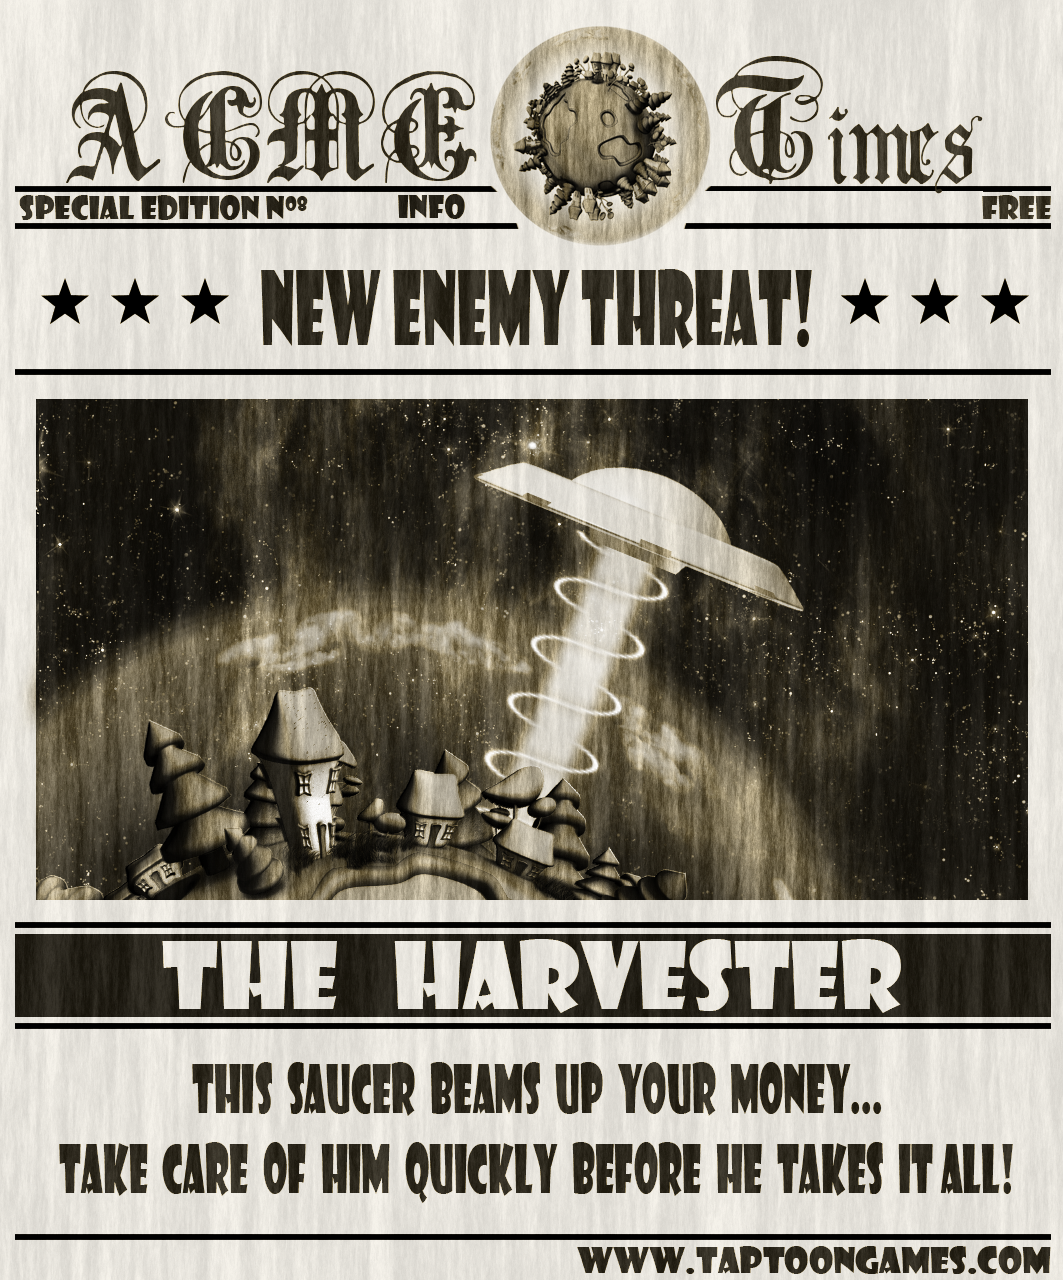 ACME Times
SPECIAL EDITION Nº8 INFO FREE
NEW ENEMY THREAT!
THE HARVESTER
THIS SAUCER BEAMS UP YOUR MONEY...
TAKE CARE OF HIM QUICKLY BEFORE HE TAKES IT ALL!
WWW.TAPTOONGAMES.COM